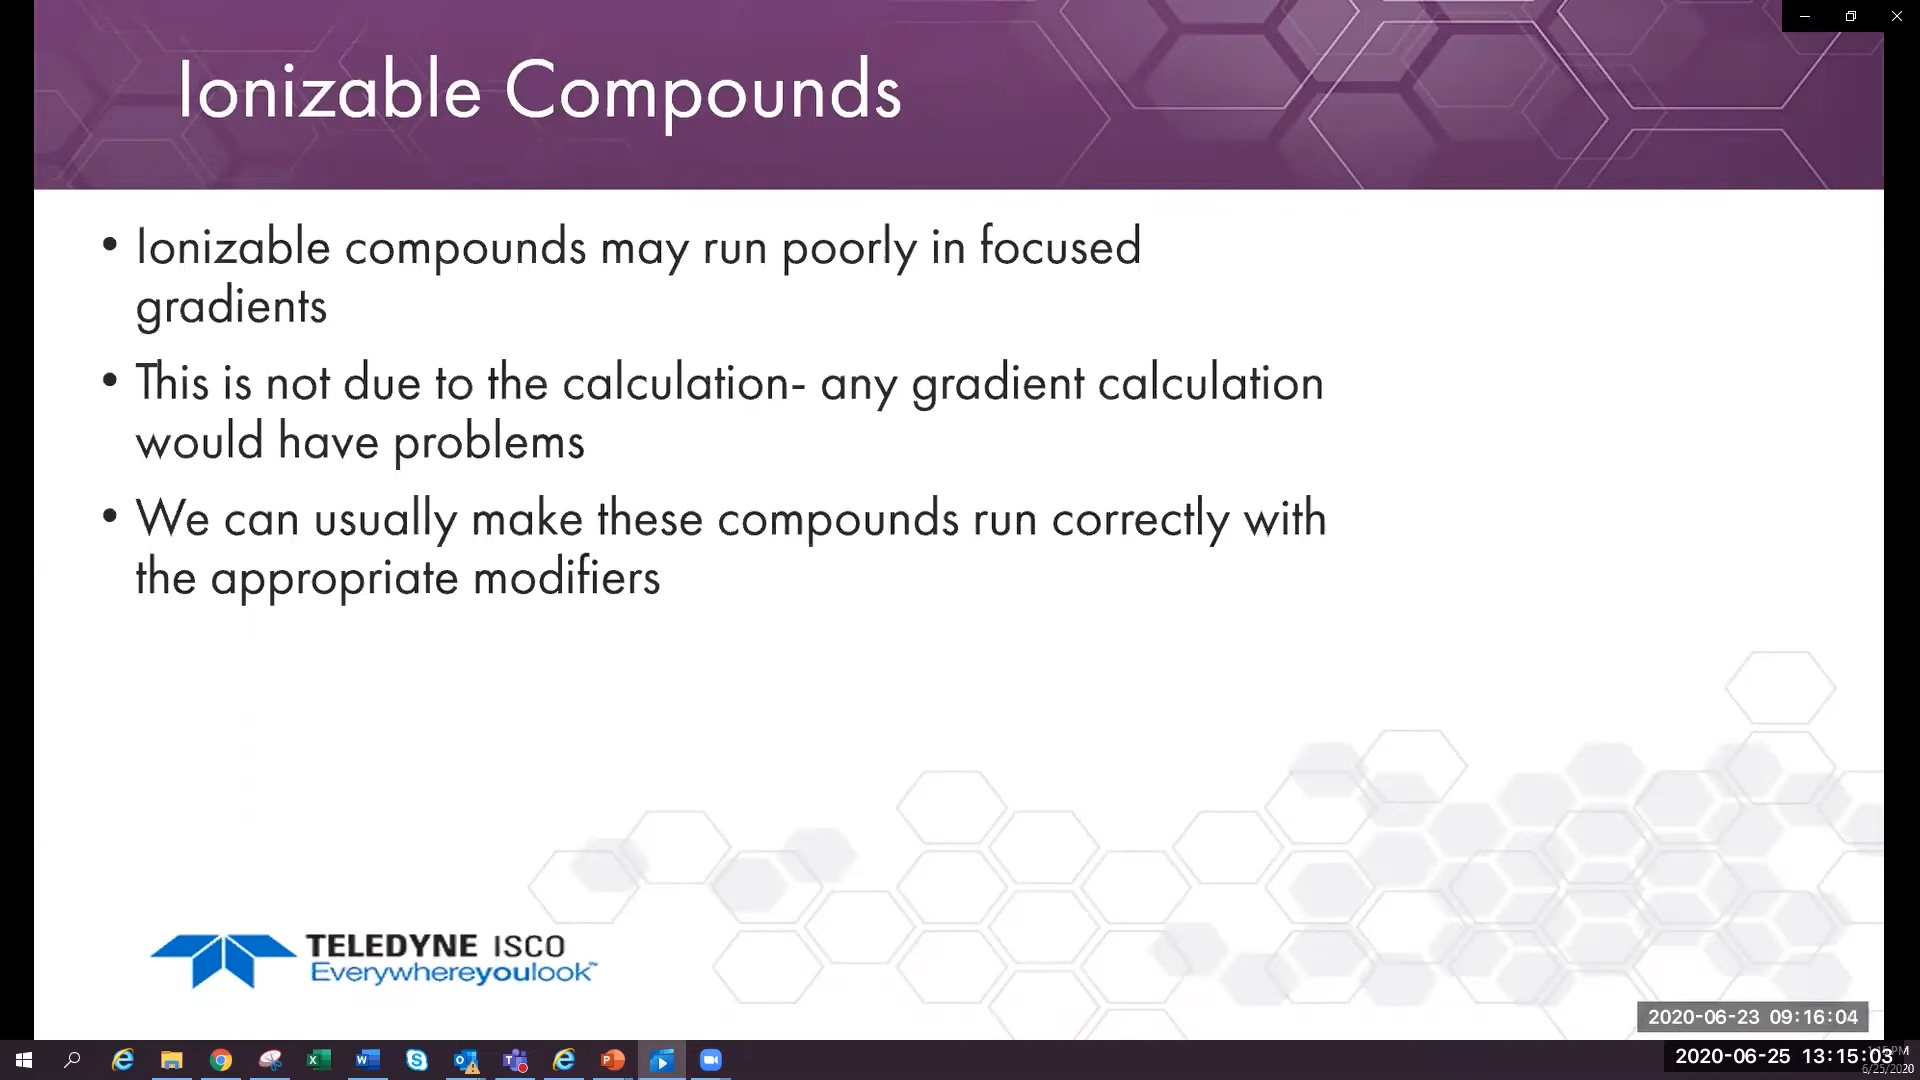 Ionizable Compounds
• Ionizable compounds may run poorly in focused
gradients
• This is not due to the calculation- any gradient calculation
would have problems
• We can usually make these compounds run correctly with
the appropriate modifiers
TELEDYNE ISCO
Everywhereyoulook™
2020-06-23 09:16:04
2020-06-25 13:15:03
6/25/2020